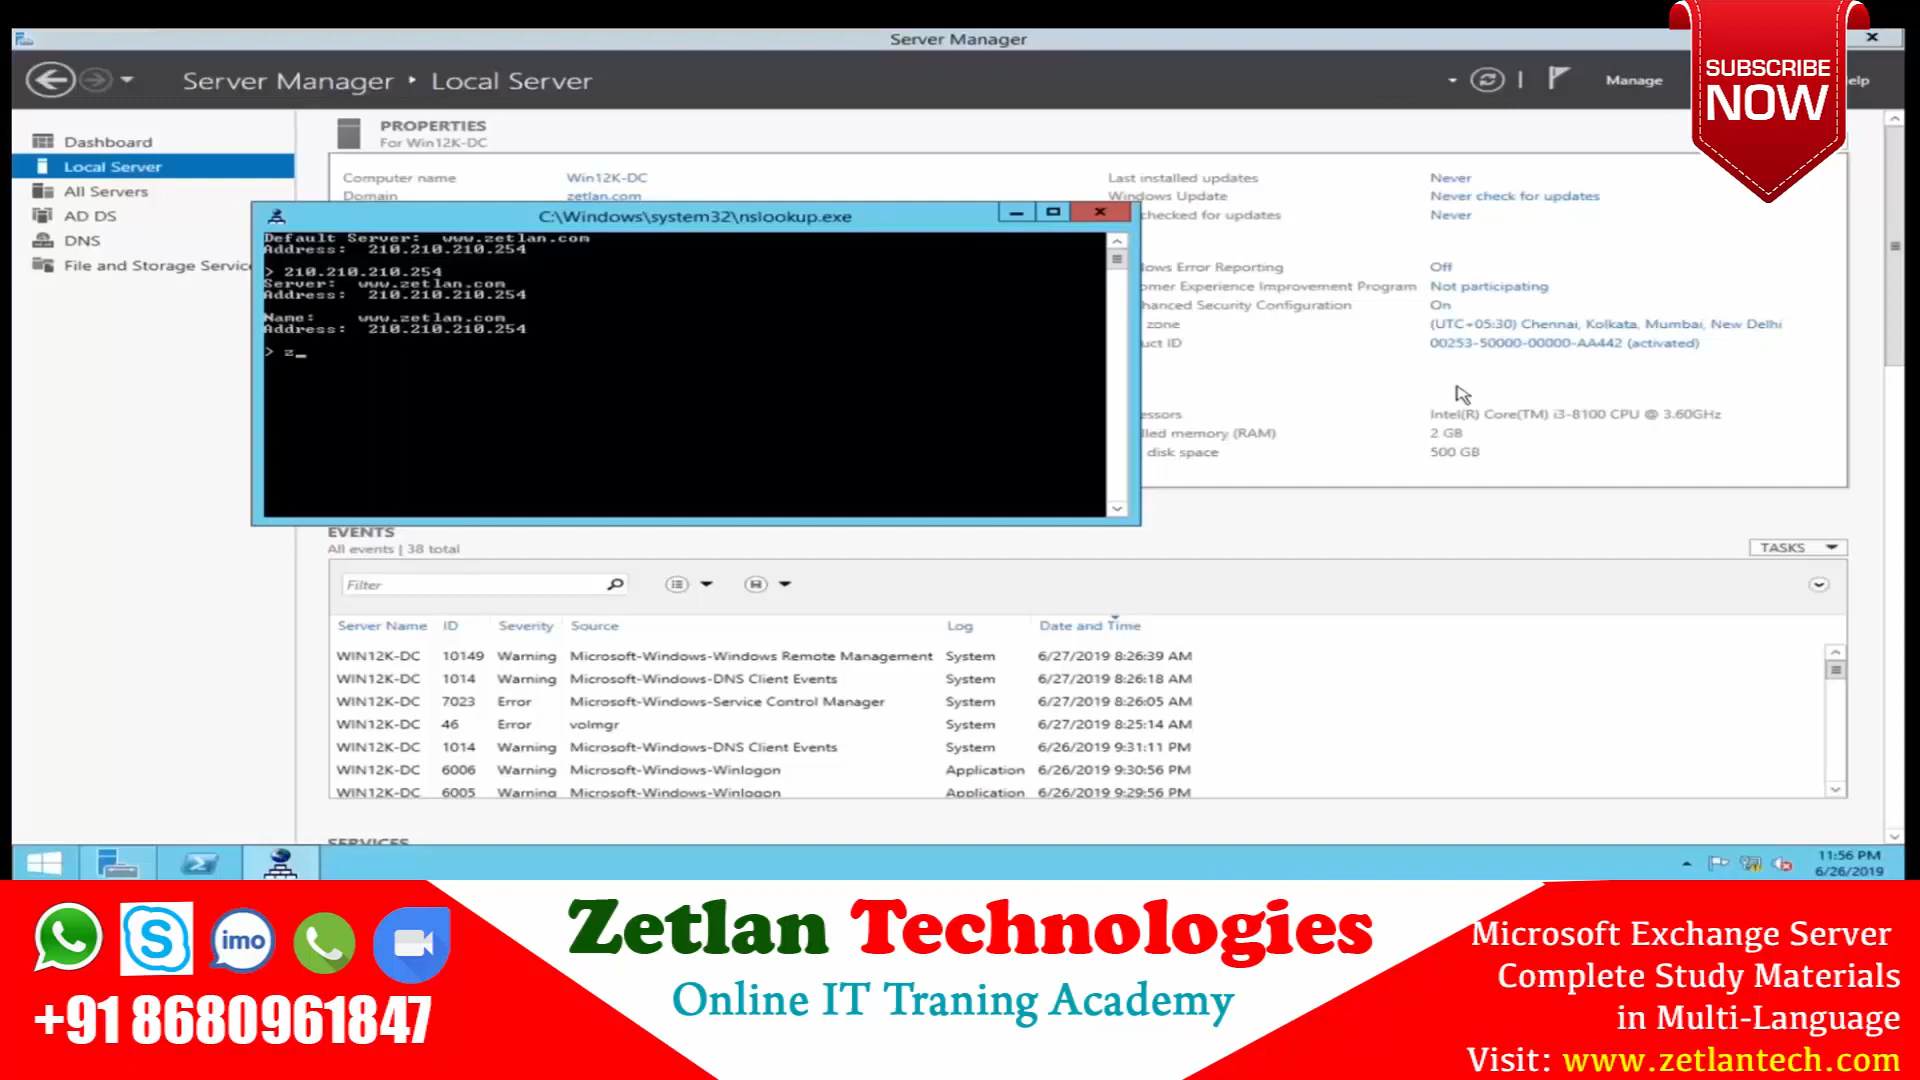 Server Manager
Server Manager • Local Server
Manage
elp
SUBSCRIBE
NOW
Dashboard
Local Server
All Servers
AD DS
DNS
File and Storage Servic
PROPERTIES
For Win12K-DC
Computer name Win12K-DC
Domain zetlan.com
Last installed updates Never
Windows Update Never check for updates
checked for updates Never
ows Error Reporting Off
omer Experience Improvement Program Not participating
hanced Security Configuration On
zone (UTC+05:30) Chennai, Kolkata, Mumbai, New Delhi
uct ID 00253-50000-00000-AA442 (activated)
essors Intel(R) Core(TM) i3-8100 CPU @ 3.60GHz
lled memory (RAM) 2 GB
disk space 500 GB
C:\Windows\system32\nslookup.exe
Default Server: www.zetlan.com
Address: 210.210.210.254
> 210.210.210.254
Server: www.zetlan.com
Address: 210.210.210.254
Name: www.zetlan.com
Address: 210.210.210.254
> z_
EVENTS
All events | 38 total
TASKS
Filter
Server Name ID Severity Source Log Date and Time
WIN12K-DC 10149 Warning Microsoft-Windows-Windows Remote Management System 6/27/2019 8:26:39 AM
WIN12K-DC 1014 Warning Microsoft-Windows-DNS Client Events System 6/27/2019 8:26:18 AM
WIN12K-DC 7023 Error Microsoft-Windows-Service Control Manager System 6/27/2019 8:26:05 AM
WIN12K-DC 46 Error volmgr System 6/27/2019 8:25:14 AM
WIN12K-DC 1014 Warning Microsoft-Windows-DNS Client Events System 6/26/2019 9:31:11 PM
WIN12K-DC 6006 Warning Microsoft-Windows-Winlogon Application 6/26/2019 9:30:56 PM
WIN12K-DC 6005 Warning Microsoft-Windows-Winlogon Application 6/26/2019 9:29:56 PM
SERVICES
11:56 PM
6/26/2019
imo
+91 8680961847
Zetlan Technologies
Online IT Traning Academy
Microsoft Exchange Server
Complete Study Materials
in Multi-Language
Visit: www.zetlantech.com